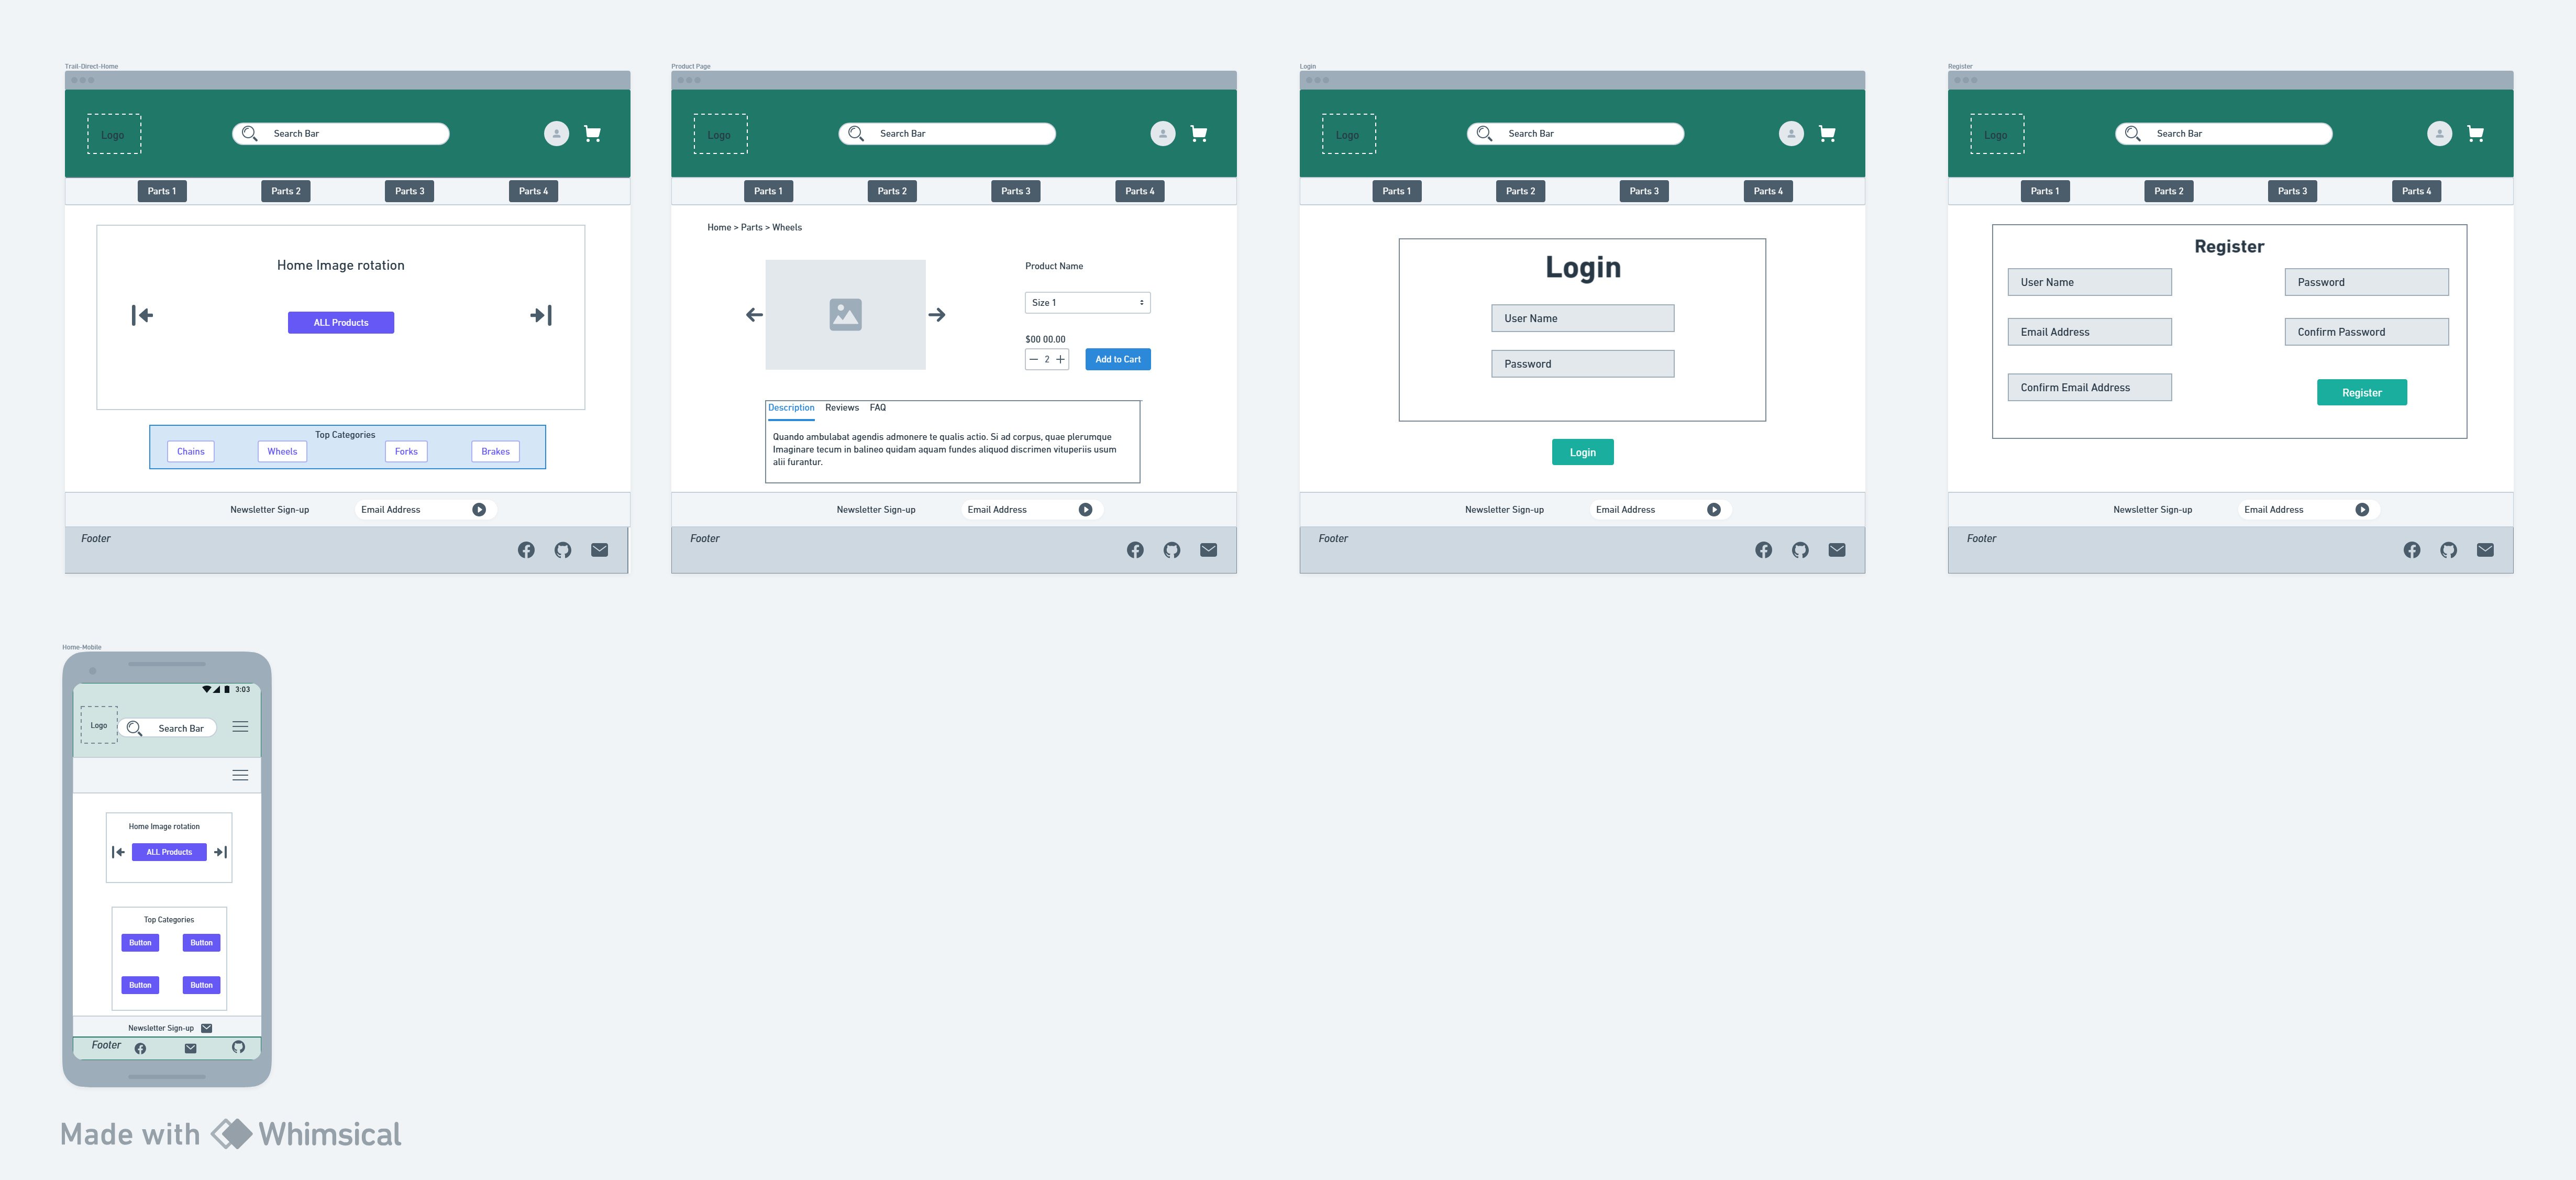 Trail-Direct-Home
Logo
Search Bar
Parts 1
Parts 2
Parts 3
Parts 4
Home Image rotation
ALL Products
Top Categories
Chains
Wheels
Forks
Brakes
Newsletter Sign-up
Email Address
Footer
Product Page
Logo
Search Bar
Parts 1
Parts 2
Parts 3
Parts 4
Home > Parts > Wheels
Product Name
Size 1
$00 00.00
2
Add to Cart
Description Reviews FAQ
Quando ambulabat agendis admonere te qualis actio. Si ad corpus, quae plerumque
Imaginare tecum in balineo quidam aquam fundes aliquod discrimen vituperiis usum
alii furantur.
Newsletter Sign-up
Email Address
Footer
Login
Logo
Search Bar
Parts 1
Parts 2
Parts 3
Parts 4
Login
User Name
Password
Login
Newsletter Sign-up
Email Address
Footer
Register
Logo
Search Bar
Parts 1
Parts 2
Parts 3
Parts 4
Register
User Name
Password
Email Address
Confirm Password
Confirm Email Address
Register
Newsletter Sign-up
Email Address
Footer
Home-Mobile
3:03
Logo
Search Bar
Home Image rotation
ALL Products
Top Categories
Button
Button
Button
Button
Newsletter Sign-up
Footer
Made with Whimsical